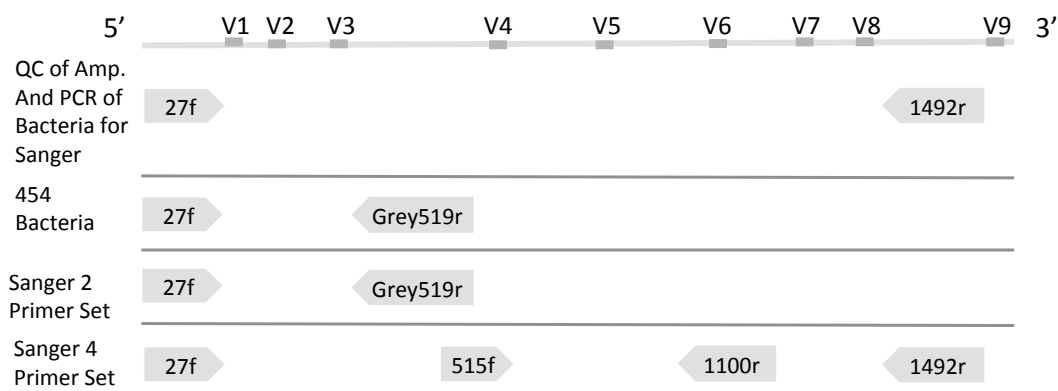 5’ V1 V2 V3 V4 V5 V6 V7 V8 V9 3’
QC of Amp.
And PCR of
Bacteria for
Sanger
27f 1492r
454
Bacteria
27f Grey519r
Sanger 2
Primer Set
27f Grey519r
Sanger 4
Primer Set
27f 515f 1100r 1492r